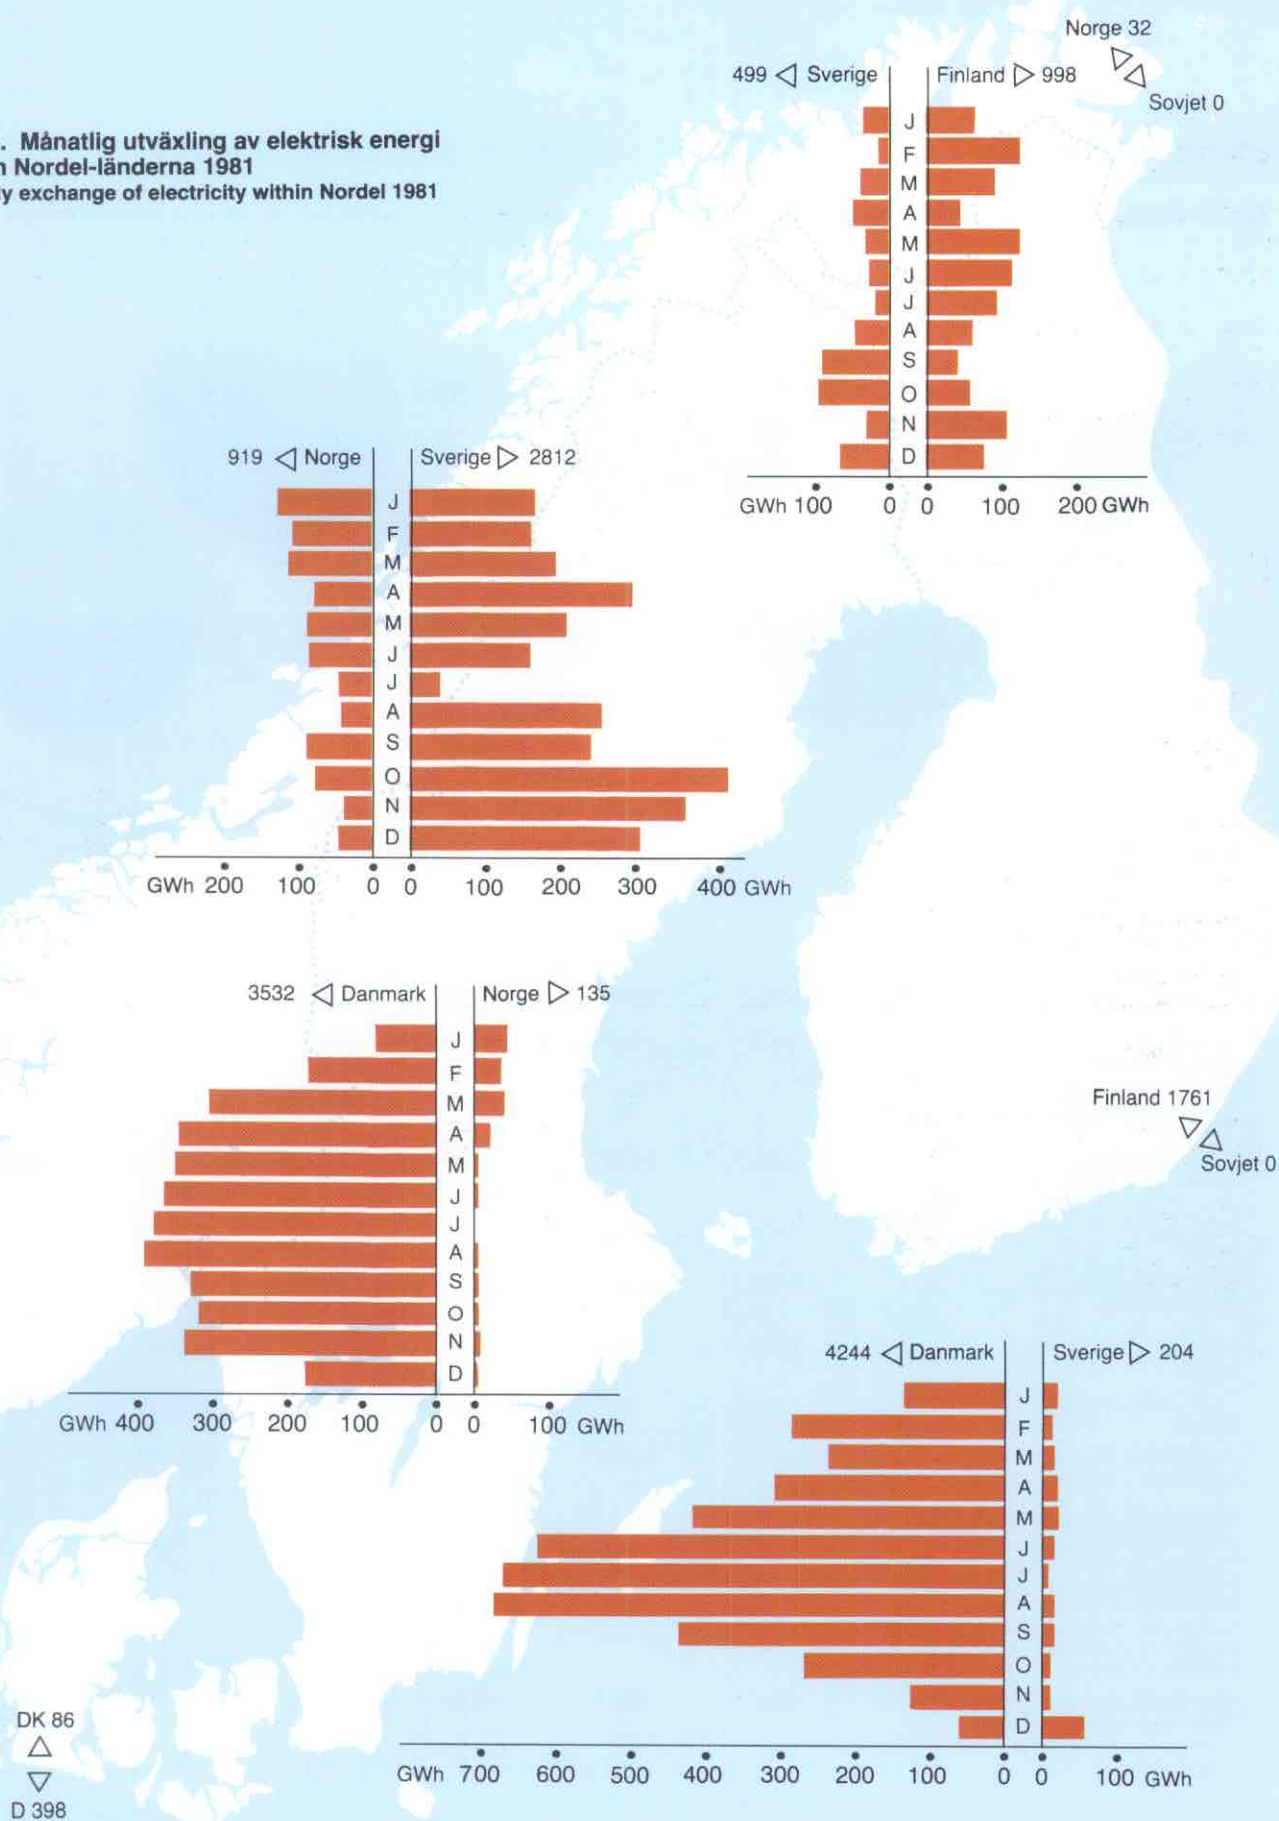 . Månatlig utväxling av elektrisk energi
Nordel-länderna 1981
exchange of electricity within Nordel 1981
Norge 32
Sovjet 0
499 ◁ Sverige Finland ▷ 998
J
F
M
A
M
J
J
A
S
O
N
D
GWh 100 0 0 100 200 GWh
919 ◁ Norge Sverige ▷ 2812
J
F
M
A
M
J
J
A
S
O
N
D
GWh 200 100 0 0 100 200 300 400 GWh
3532 ◁ Danmark Norge ▷ 135
J
F
M
A
M
J
J
A
S
O
N
D
GWh 400 300 200 100 0 0 100 GWh
Finland 1761
Sovjet 0
4244 ◁ Danmark Sverige ▷ 204
J
F
M
A
M
J
J
A
S
O
N
D
GWh 700 600 500 400 300 200 100 0 0 100 GWh
DK 86
D 398